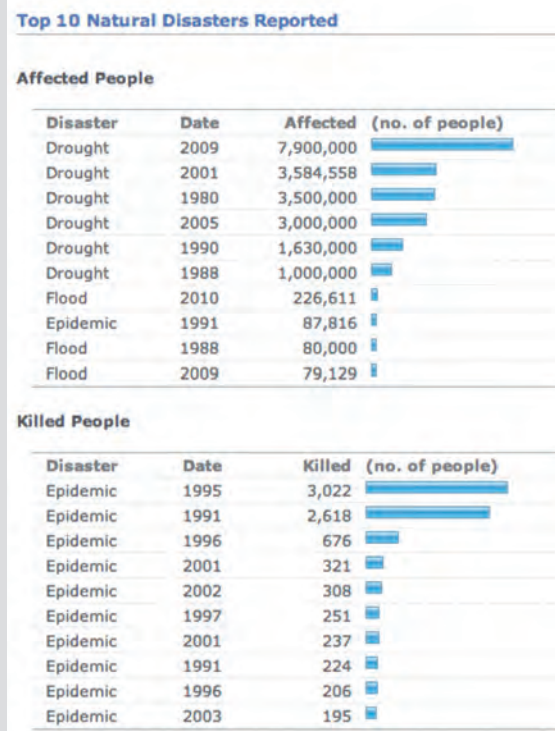 Top 10 Natural Disasters Reported
Affected People
Disaster Date Affected (no. of people)
Drought 2009 7,900,000
Drought 2001 3,584,558
Drought 1980 3,500,000
Drought 2005 3,000,000
Drought 1990 1,630,000
Drought 1988 1,000,000
Flood 2010 226,611
Epidemic 1991 87,816
Flood 1988 80,000
Flood 2009 79,129
Killed People
Disaster Date Killed (no. of people)
Epidemic 1995 3,022
Epidemic 1991 2,618
Epidemic 1996 676
Epidemic 2001 321
Epidemic 2002 308
Epidemic 1997 251
Epidemic 2001 237
Epidemic 1991 224
Epidemic 1996 206
Epidemic 2003 195